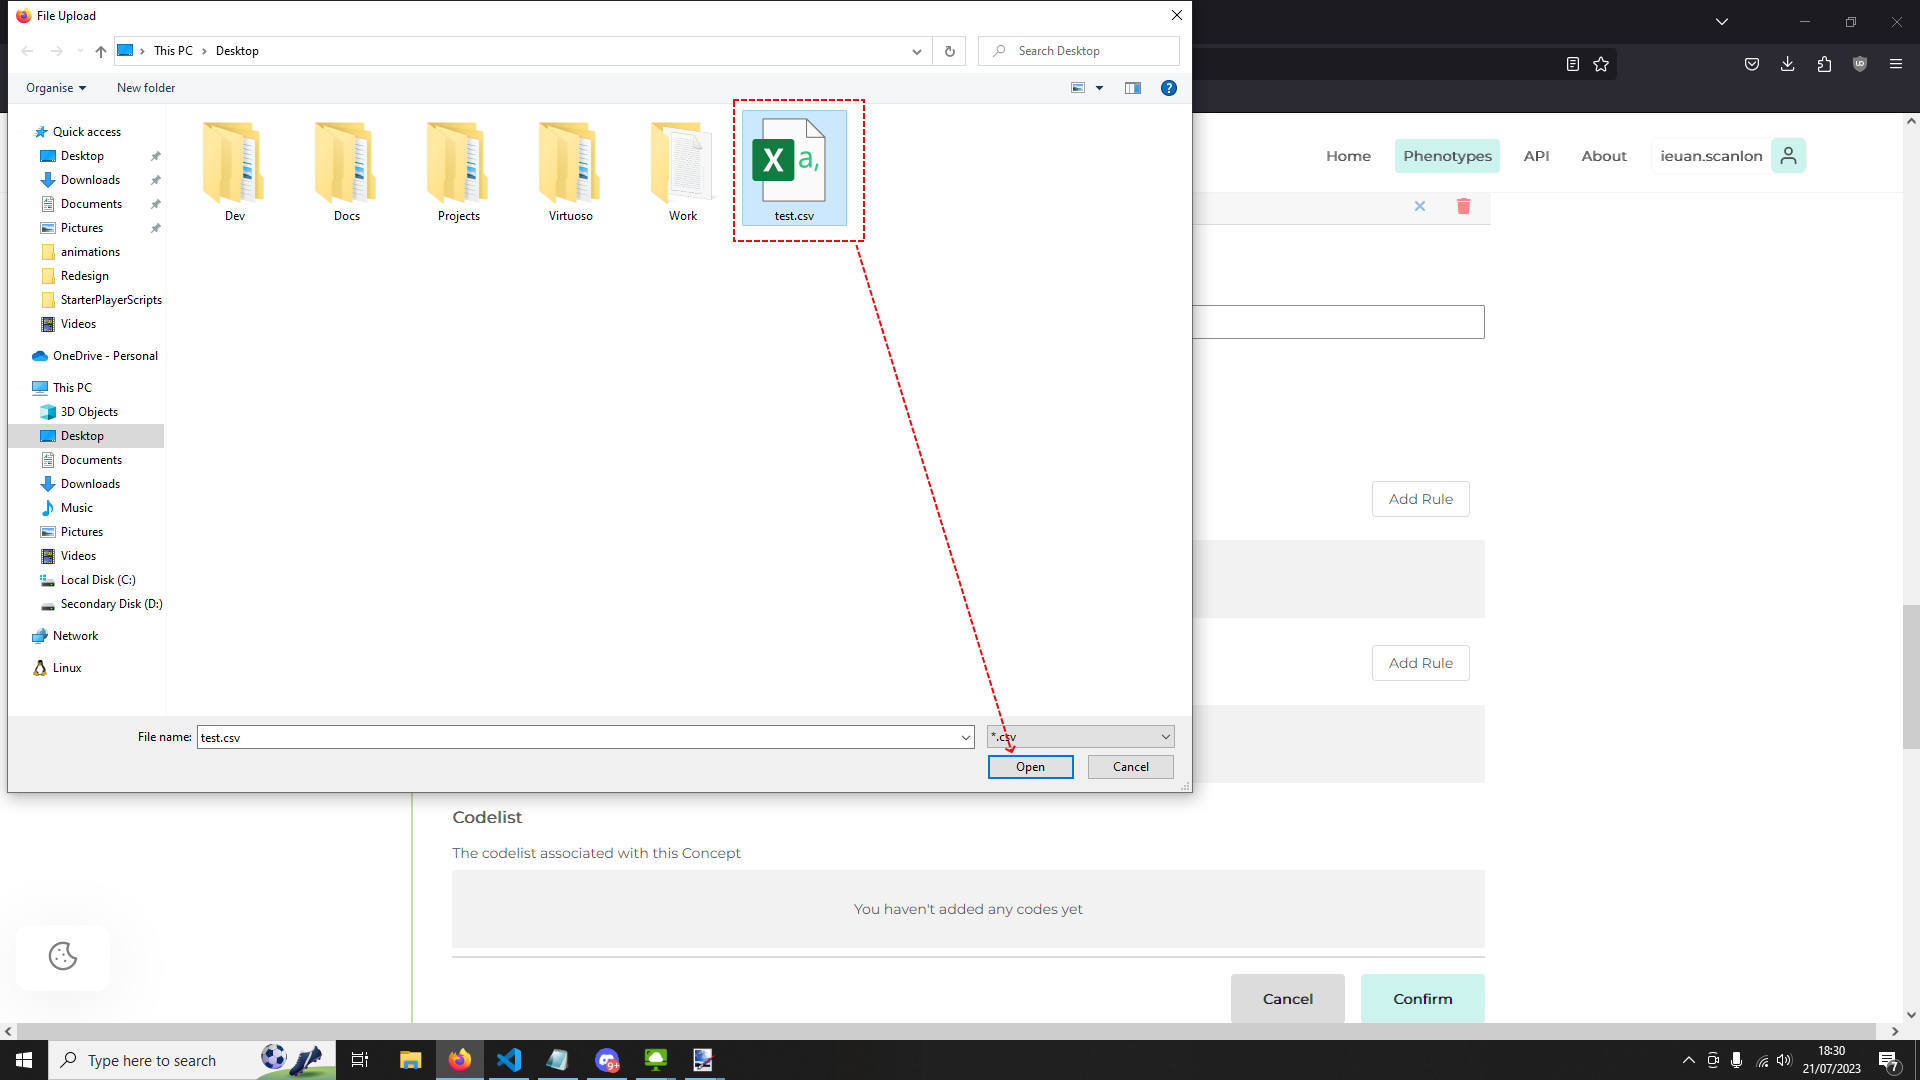 File Upload
This PC
Desktop
Search Desktop
Organise
New folder
?
Quick access
Desktop
Downloads
Documents
Pictures
animations
Redesign
StarterPlayerScripts
Videos
OneDrive - Personal
This PC
3D Objects
Desktop
Documents
Downloads
Music
Pictures
Videos
Local Disk (C:)
Secondary Disk (D:)
Network
Linux
Dev
Docs
Projects
Virtuoso
Work
X a,
test.csv
File name:
test.csv
*.csv
Open
Cancel
Home
Phenotypes
API
About
ieuan.scanlon
Add Rule
Add Rule
Codelist
The codelist associated with this Concept
You haven't added any codes yet
Cancel
Confirm
Type here to search
9+
18:30
21/07/2023
7